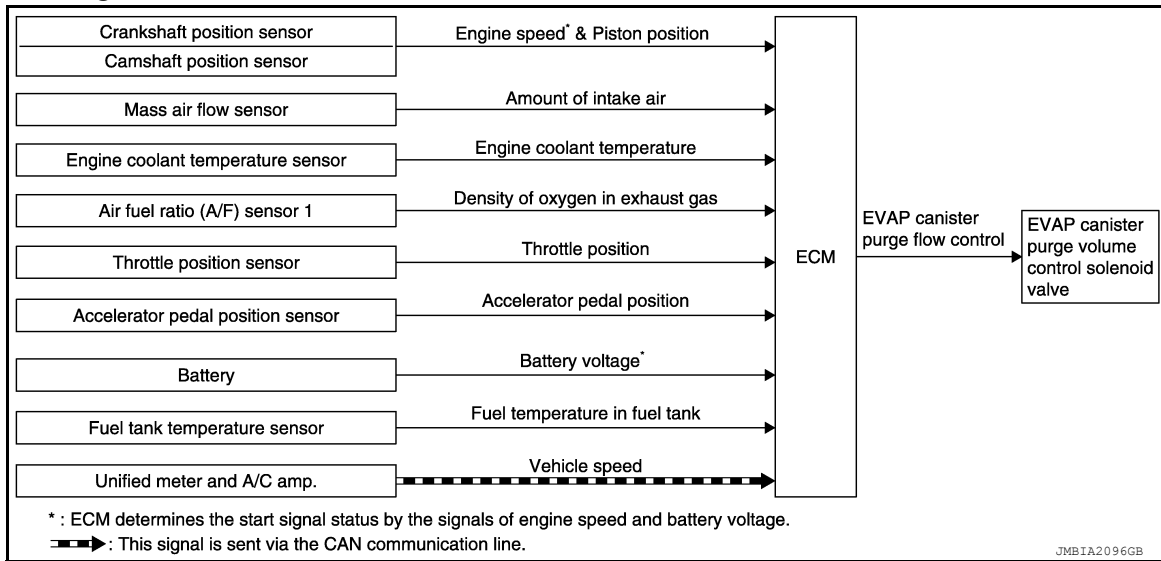 Crankshaft position sensor
Camshaft position sensor
Engine speed* & Piston position
Mass air flow sensor
Amount of intake air
Engine coolant temperature sensor
Engine coolant temperature
Air fuel ratio (A/F) sensor 1
Density of oxygen in exhaust gas
Throttle position sensor
Throttle position
Accelerator pedal position sensor
Accelerator pedal position
Battery
Battery voltage*
Fuel tank temperature sensor
Fuel temperature in fuel tank
Unified meter and A/C amp.
Vehicle speed
ECM
EVAP canister
purge flow control
EVAP canister
purge volume
control solenoid
valve
* : ECM determines the start signal status by the signals of engine speed and battery voltage.
: This signal is sent via the CAN communication line.
JMBIA2096GB